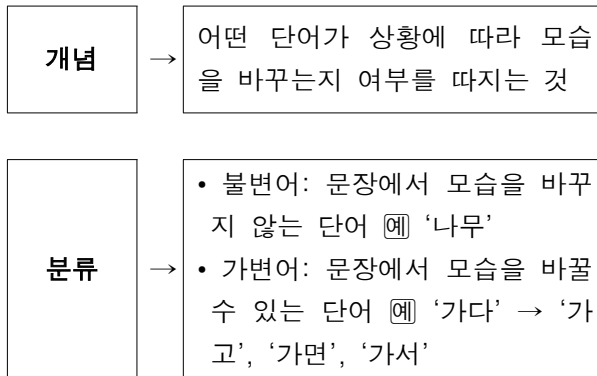 개념 → 어떤 단어가 상황에 따라 모습
을 바꾸는지 여부를 따지는 것
분류 → • 불변어: 문장에서 모습을 바꾸
지 않는 단어 예 ‘나무’
• 가변어: 문장에서 모습을 바꿀
수 있는 단어 예 ‘가다’ → ‘가
고’, ‘가면’, ‘가서’